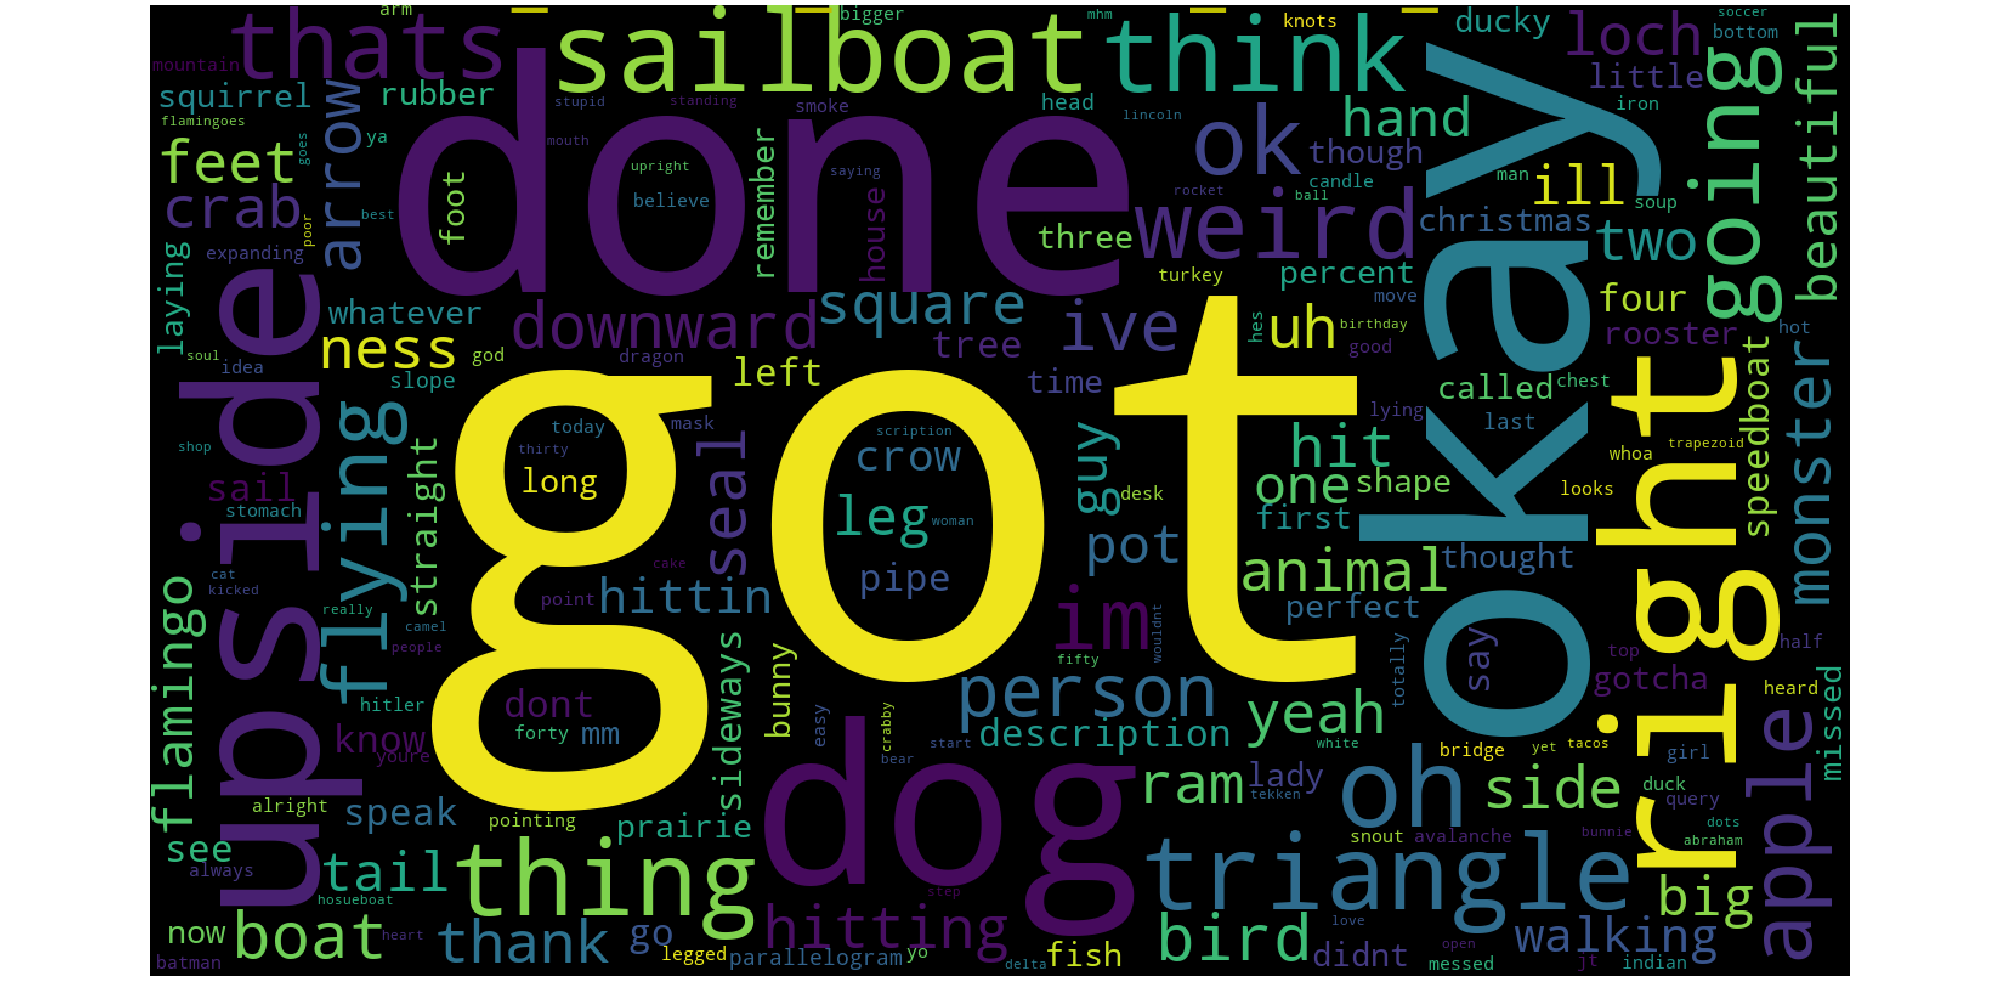 got
done
okay
dog
right
upside
sailboat
think
thats
triangle
thing
going
weird
ok
oh
flying
im
ive
person
apple
arrow
monster
downward
square
hitting
hittin
bird
boat
thank
tail
feet
crab
ness
loch
hand
ill
two
beautiful
uh
hit
one
animal
yeah
side
ram
big
walking
flamingo
seal
guy
pot
leg
pipe
crow
squirrel
rubber
ducky
little
though
christmas
four
rooster
speedboat
percent
three
tree
time
left
house
remember
foot
whatever
slope
straight
laying
sail
long
shape
called
first
thought
perfect
say
gotcha
missed
description
lady
bunny
sideways
mm
dont
know
speak
prairie
see
now
go
fish
didnt
parallelogram
legged
yo
arm
bigger
mhm
knots
soccer
bottom
iron
mountain
flamingoes
goes
ya
stupid
standing
smoke
head
lincoln
mouth
upright
saying
believe
rocket
candle
ball
man
soup
best
poor
expanding
turkey
move
hes
birthday
good
hot
soul
idea
god
dragon
chest
last
lying
shop
today
thirty
mask
scription
desk
whoa
trapezoid
looks
stomach
woman
cat
kicked
really
camel
people
point
cake
wouldnt
fifty
totally
top
half
heard
hitler
forty
youre
easy
crabby
bear
start
white
bridge
yet
tacos
girl
alright
pointing
tekken
snout
avalanche
bunnie
duck
query
dots
abraham
always
hosueboat
step
heart
batman
love
delta
messed
open
jt
indian